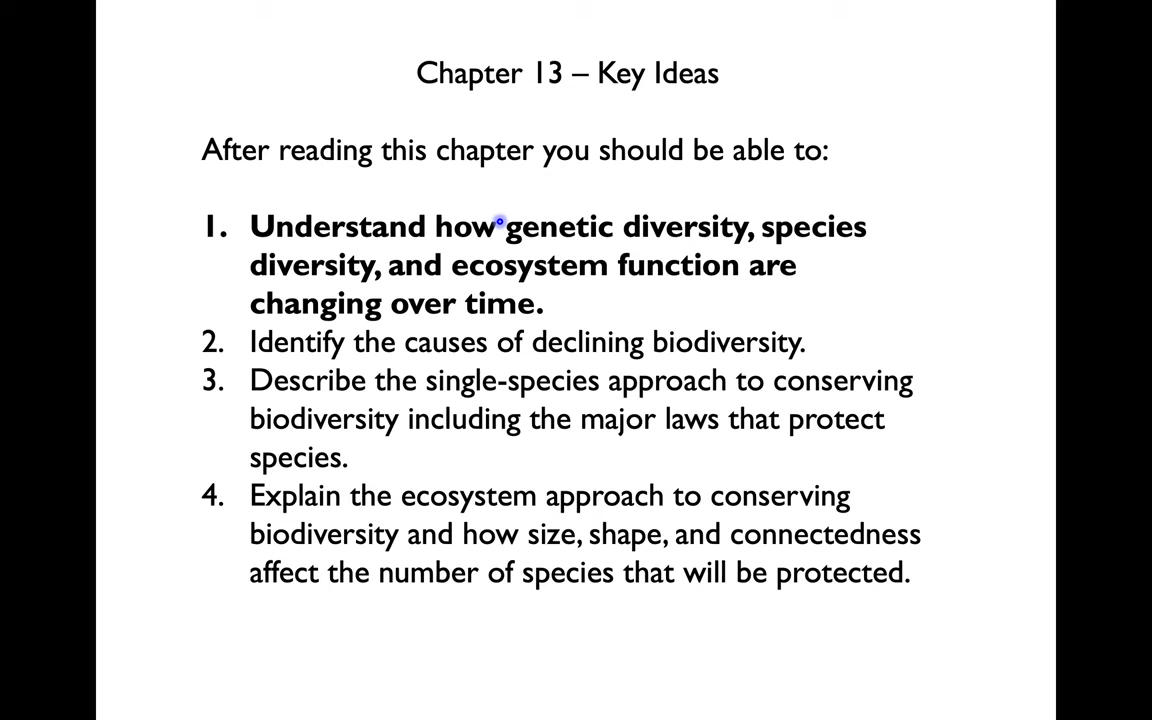 Chapter 13 – Key Ideas
After reading this chapter you should be able to:
1. Understand how genetic diversity, species
diversity, and ecosystem function are
changing over time.
2. Identify the causes of declining biodiversity.
3. Describe the single-species approach to conserving
biodiversity including the major laws that protect
species.
4. Explain the ecosystem approach to conserving
biodiversity and how size, shape, and connectedness
affect the number of species that will be protected.